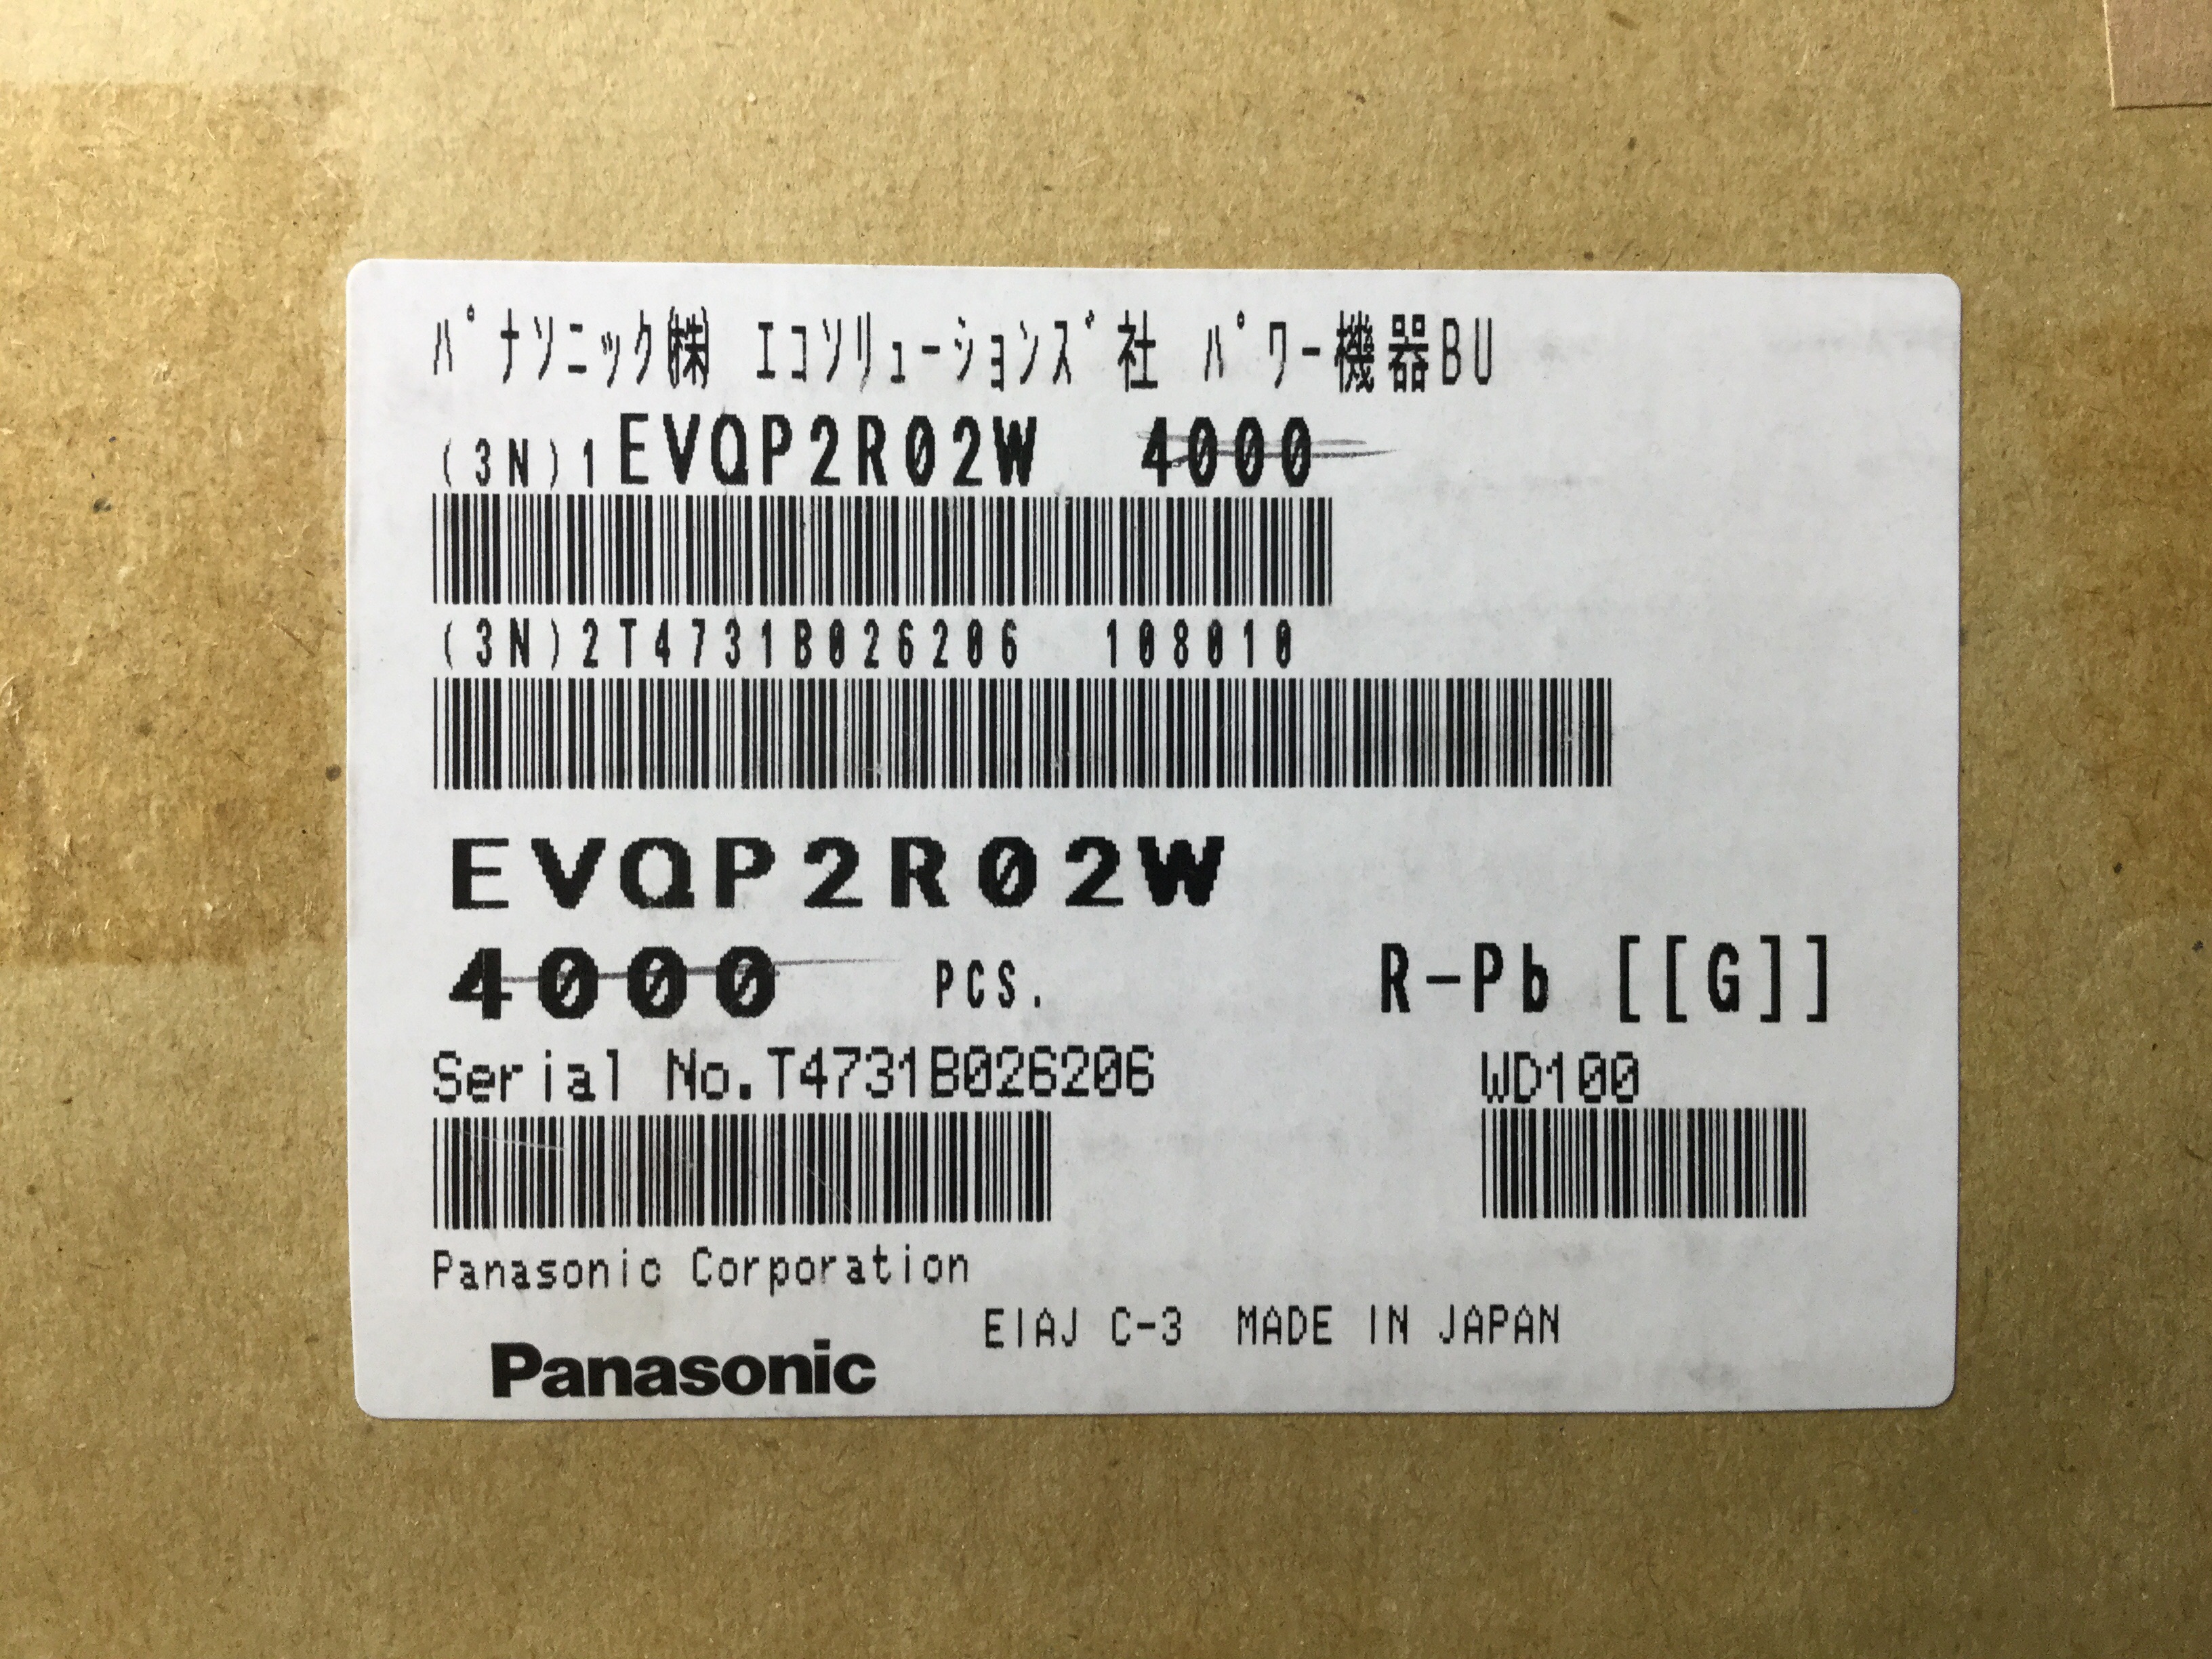 ﾊﾟﾅｿﾆｯｸ㈱ ｴｺｿﾘｭｰｼｮﾝｽﾞ社 ﾊﾟﾜｰ機器BU
(3N)1 EVQP2R02W 4000
(3N)2T4731B026206 108010
EVQP2R02W
4000 PCS. R-Pb [[G]]
Serial No.T4731B026206 WD100
Panasonic Corporation
EIAJ C-3 MADE IN JAPAN
Panasonic